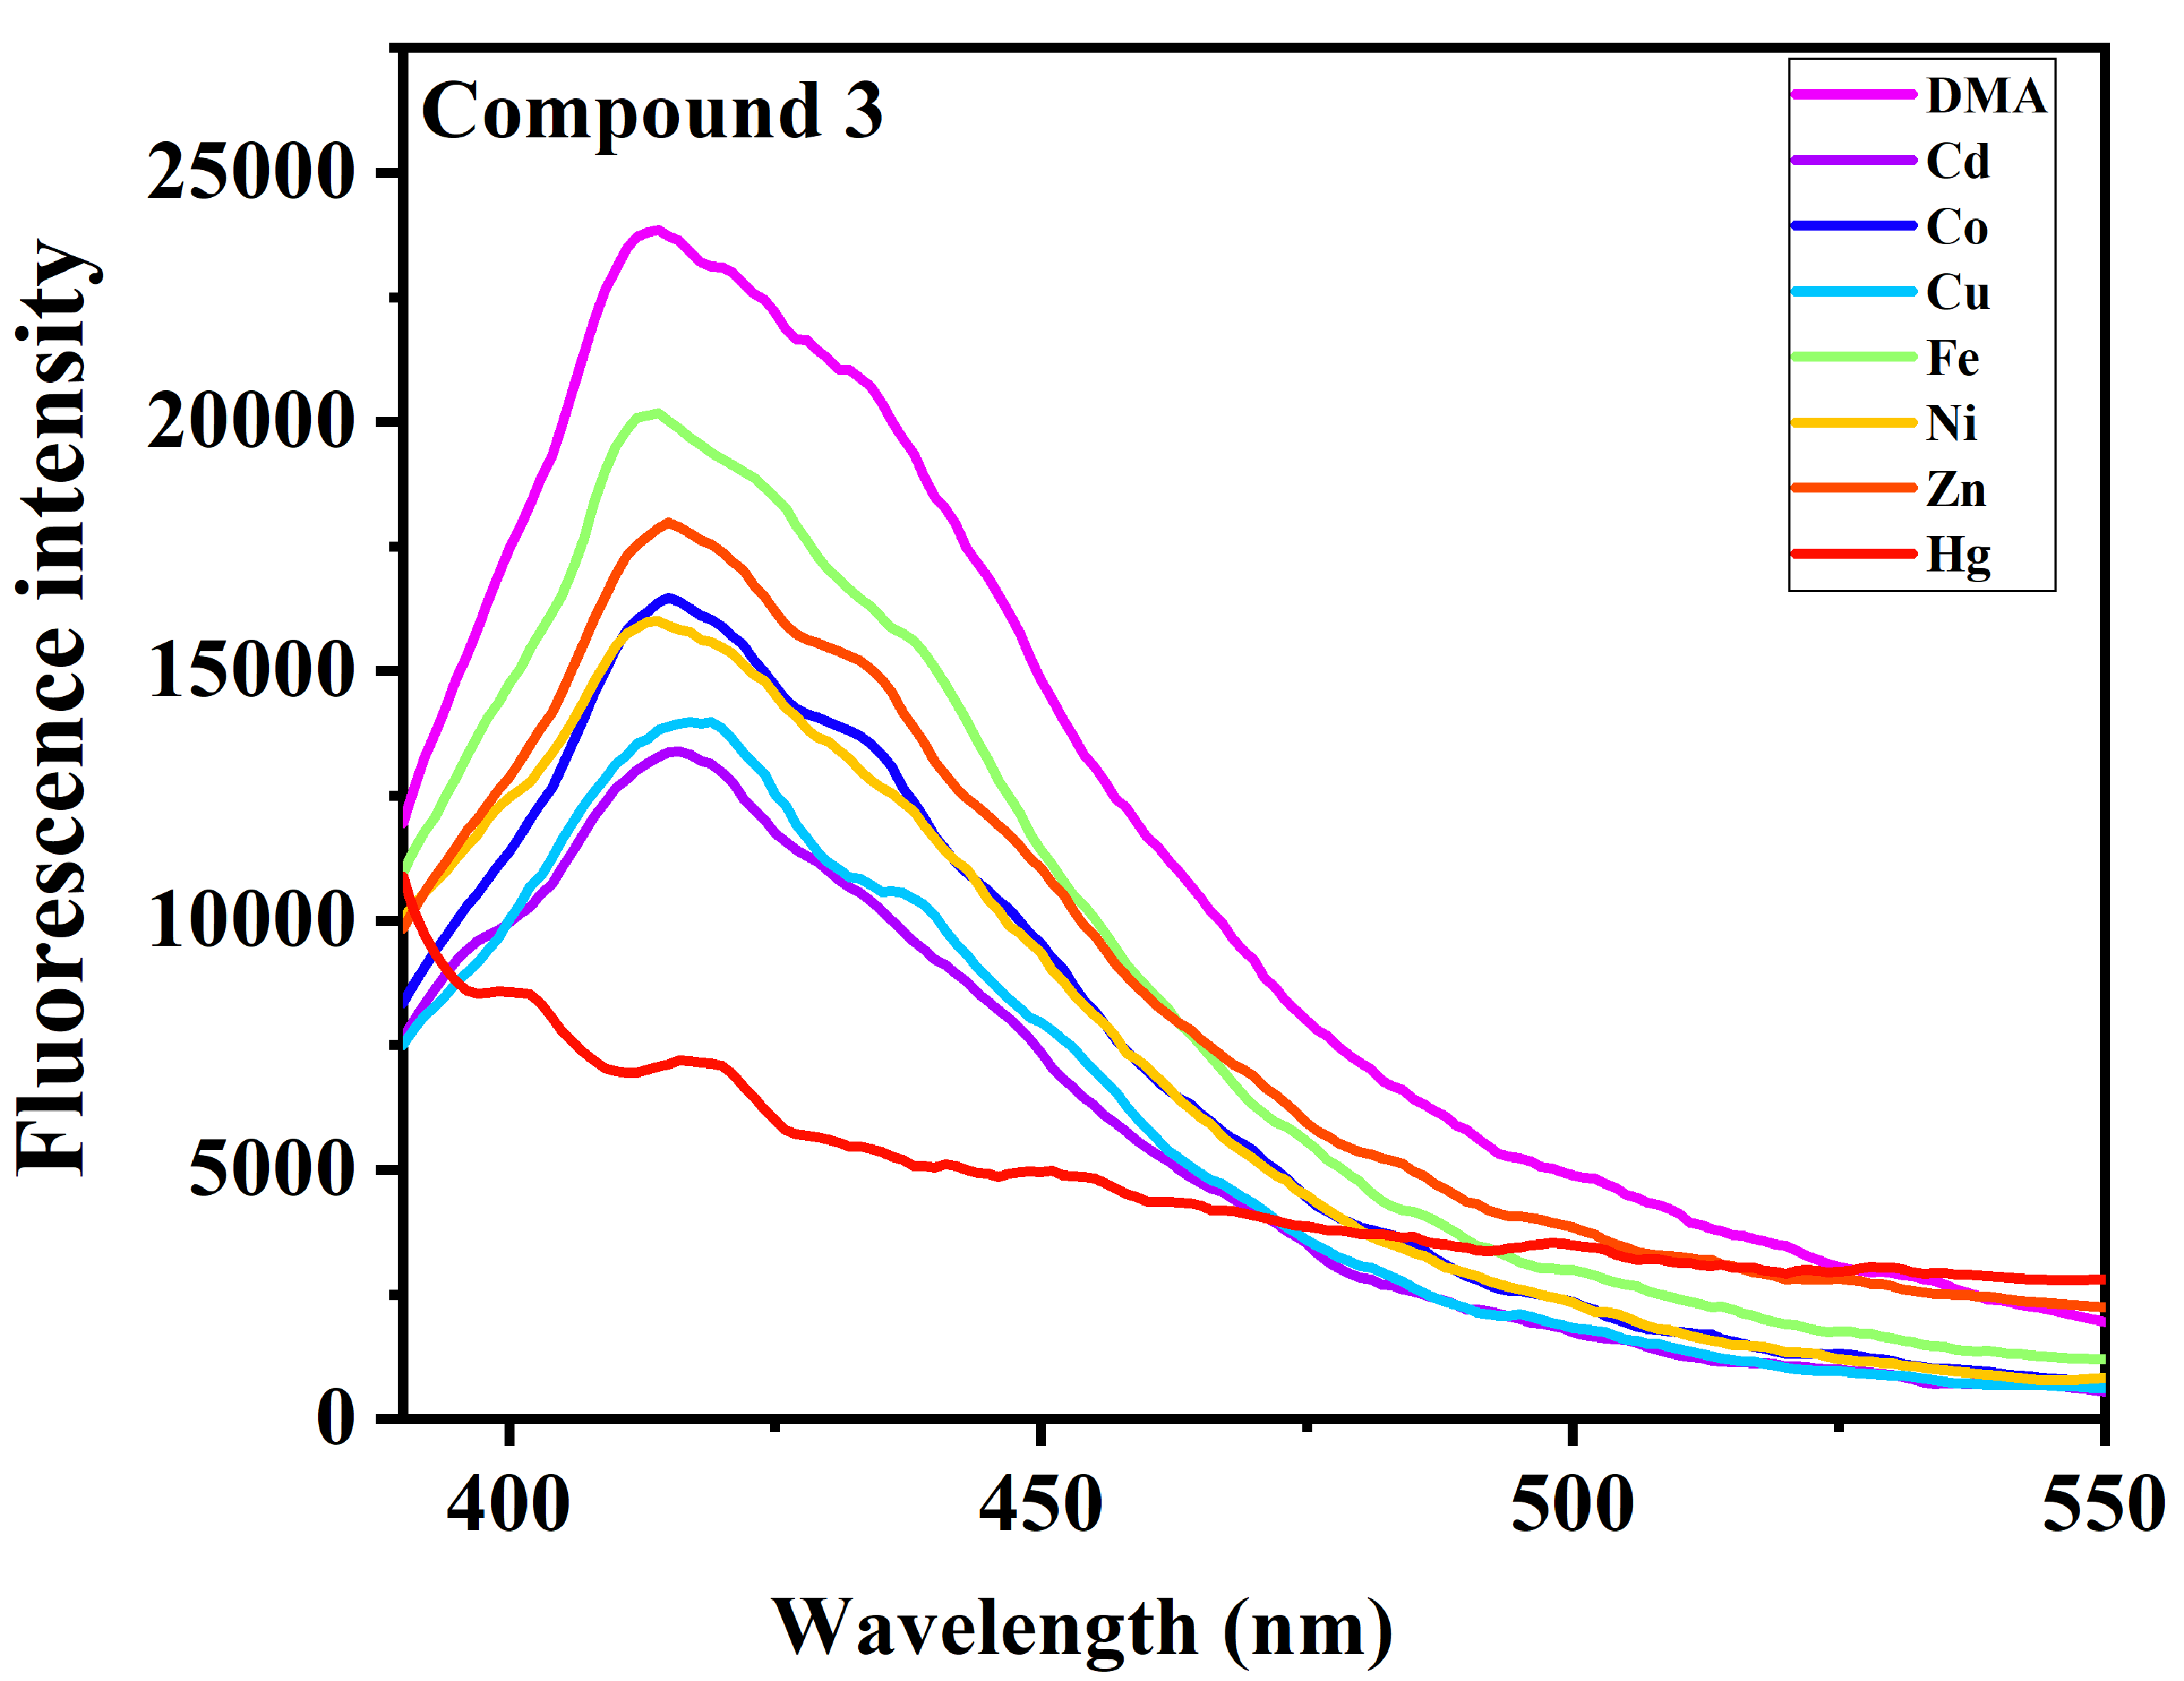 Compound 3
DMA
Cd
Co
Cu
Fe
Ni
Zn
Hg
25000
20000
15000
10000
5000
0
Fluorescence intensity
400 450 500 550
Wavelength (nm)